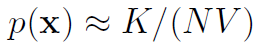 p(𝐱) ≈ K/(NV)